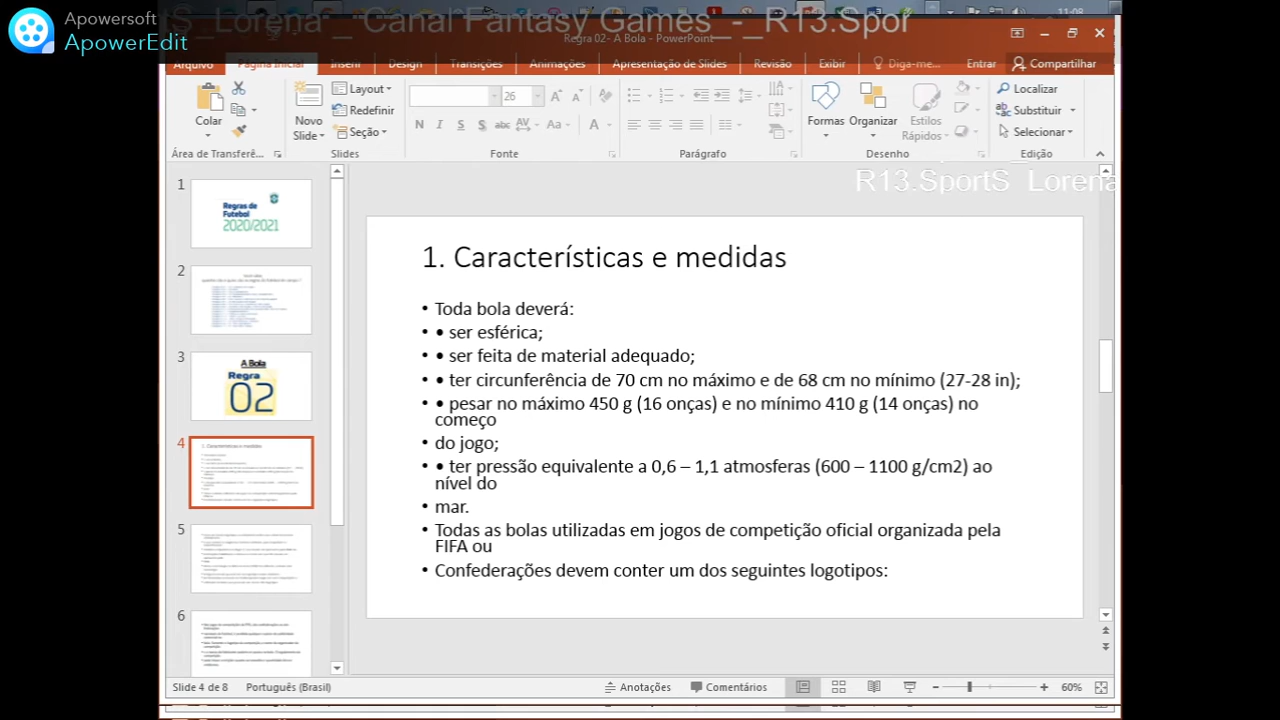 Apowersoft
ApowerEdit
S_Lorena _ Canal Fantasy Games - _R13.Spor
11:08
Regra 02- A Bola - PowerPoint
Arquivo Página Inicial Inserir Design Transições Animações Apresentação de Slides Revisão Exibir Diga-me... Entrar Compartilhar
Colar
Novo
Slide
Layout
Redefinir
Seção
26
N I S S abc AV Aa A
Formas Organizar Estilos
Rápidos
Localizar
Substituir
Selecionar
Área de Transferê... Slides Fonte Parágrafo Desenho Edição
R13.SportS Lorena
1
Regras de
Futebol
2020/2021
2
3
A Bola
Regra
02
4
5
6
1. Características e medidas
• Toda bola deverá:
• • ser esférica;
• • ser feita de material adequado;
• • ter circunferência de 70 cm no máximo e de 68 cm no mínimo (27-28 in);
• • pesar no máximo 450 g (16 onças) e no mínimo 410 g (14 onças) no
começo
• do jogo;
• • ter pressão equivalente a 0,6 – 1,1 atmosferas (600 – 1100 g/cm2) ao
nível do
• mar.
• Todas as bolas utilizadas em jogos de competição oficial organizada pela
FIFA ou
• Confederações devem conter um dos seguintes logotipos:
Slide 4 de 8 Português (Brasil) Anotações Comentários 60%